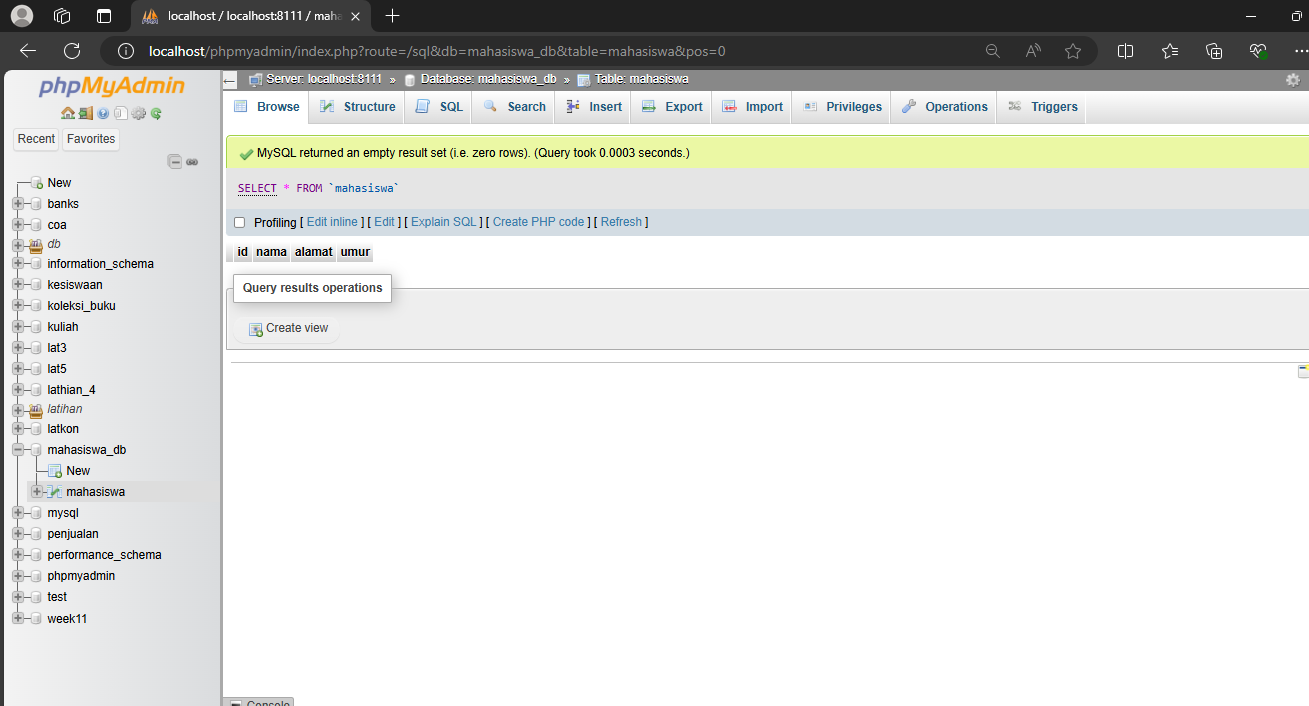 localhost / localhost:8111 / maha
localhost/phpmyadmin/index.php?route=/sql&db=mahasiswa_db&table=mahasiswa&pos=0
phpMyAdmin
Recent Favorites
New
banks
coa
db
information_schema
kesiswaan
koleksi_buku
kuliah
lat3
lat5
lathian_4
latihan
latkon
mahasiswa_db
New
mahasiswa
mysql
penjualan
performance_schema
phpmyadmin
test
week11
Server: localhost:8111 » Database: mahasiswa_db » Table: mahasiswa
Browse Structure SQL Search Insert Export Import Privileges Operations Triggers
MySQL returned an empty result set (i.e. zero rows). (Query took 0.0003 seconds.)
SELECT * FROM `mahasiswa`
Profiling [ Edit inline ] [ Edit ] [ Explain SQL ] [ Create PHP code ] [ Refresh ]
id nama alamat umur
Query results operations
Create view
Console